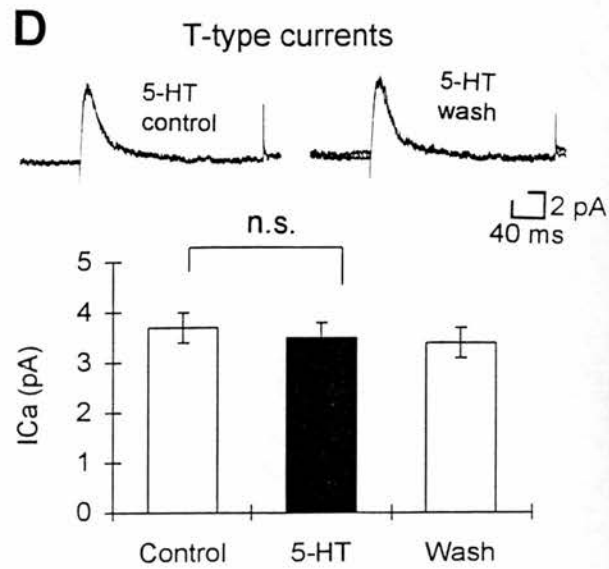 D
T-type currents
5-HT
control
5-HT
wash
2 pA
40 ms
n.s.
5
4
3
2
1
0
ICa (pA)
Control 5-HT Wash